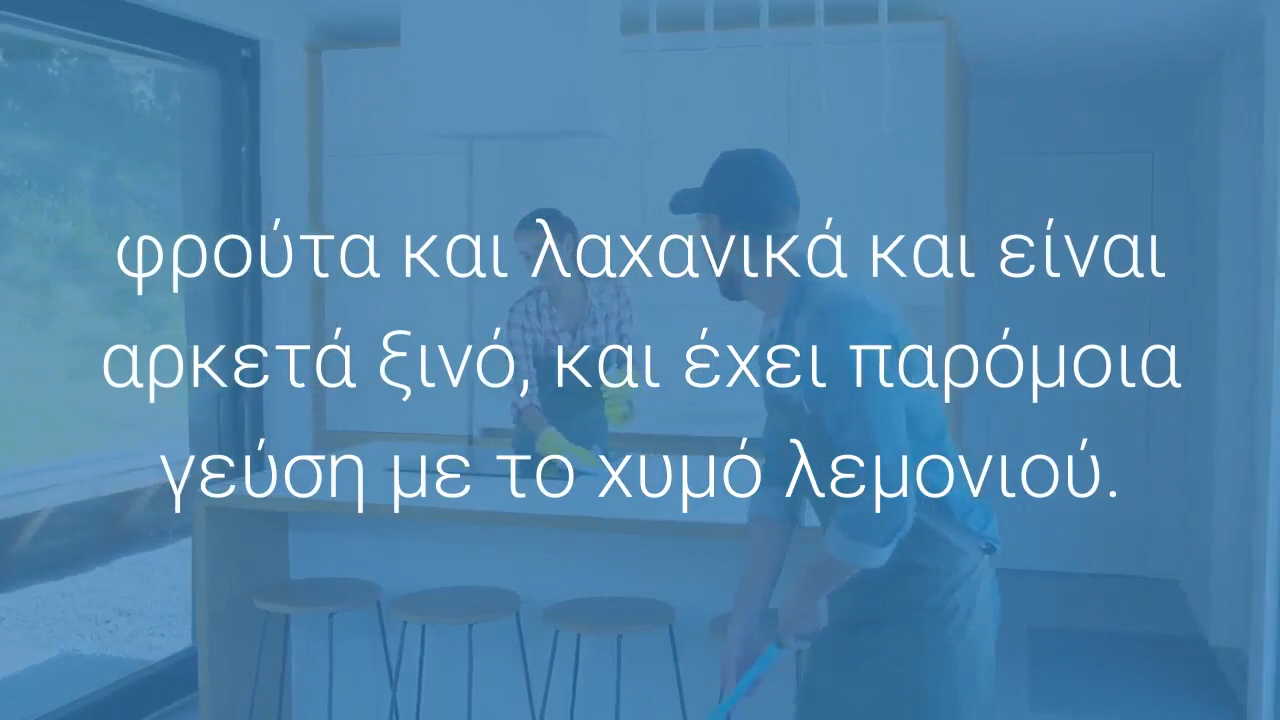 φρούτα και λαχανικά και είναι
αρκετά ξινό, και έχει παρόμοια
γεύση με το χυμό λεμονιού.